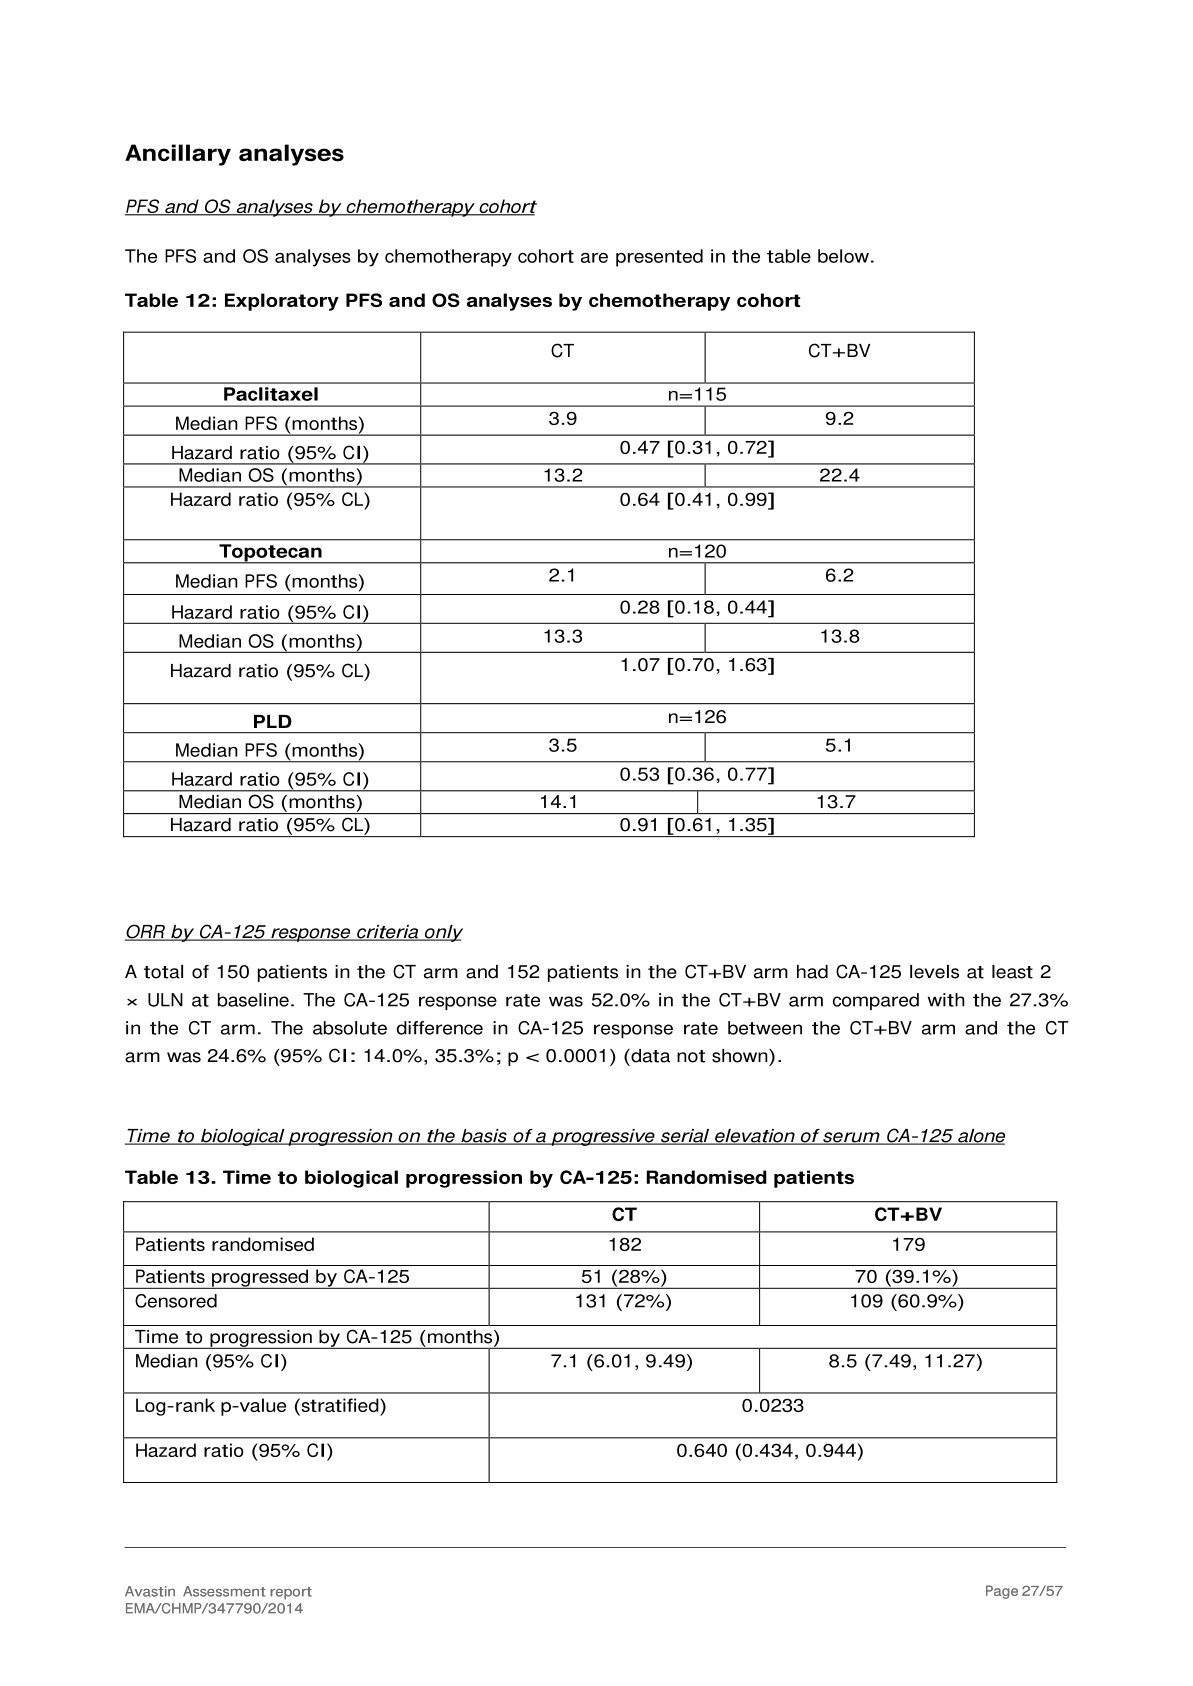 Ancillary analyses
PFS and OS analyses by chemotherapy cohort
The PFS and OS analyses by chemotherapy cohort are presented in the table below.
Table 12: Exploratory PFS and OS analyses by chemotherapy cohort
CT CT+BV
Paclitaxel n=115
Median PFS (months) 3.9 9.2
Hazard ratio (95% CI) 0.47 [0.31, 0.72]
Median OS (months) 13.2 22.4
Hazard ratio (95% CL) 0.64 [0.41, 0.99]
Topotecan n=120
Median PFS (months) 2.1 6.2
Hazard ratio (95% CI) 0.28 [0.18, 0.44]
Median OS (months) 13.3 13.8
Hazard ratio (95% CL) 1.07 [0.70, 1.63]
PLD n=126
Median PFS (months) 3.5 5.1
Hazard ratio (95% CI) 0.53 [0.36, 0.77]
Median OS (months) 14.1 13.7
Hazard ratio (95% CL) 0.91 [0.61, 1.35]
ORR by CA-125 response criteria only
A total of 150 patients in the CT arm and 152 patients in the CT+BV arm had CA-125 levels at least 2
× ULN at baseline. The CA-125 response rate was 52.0% in the CT+BV arm compared with the 27.3%
in the CT arm. The absolute difference in CA-125 response rate between the CT+BV arm and the CT
arm was 24.6% (95% CI: 14.0%, 35.3%; p < 0.0001) (data not shown).
Time to biological progression on the basis of a progressive serial elevation of serum CA-125 alone
Table 13. Time to biological progression by CA-125: Randomised patients
CT CT+BV
Patients randomised 182 179
Patients progressed by CA-125 51 (28%) 70 (39.1%)
Censored 131 (72%) 109 (60.9%)
Time to progression by CA-125 (months)
Median (95% CI) 7.1 (6.01, 9.49) 8.5 (7.49, 11.27)
Log-rank p-value (stratified) 0.0233
Hazard ratio (95% CI) 0.640 (0.434, 0.944)
Avastin Assessment report Page 27/57
EMA/CHMP/347790/2014